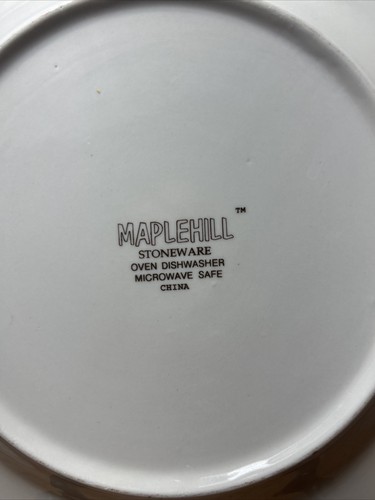 MAPLEHILL™
STONEWARE
OVEN DISHWASHER
MICROWAVE SAFE
CHINA